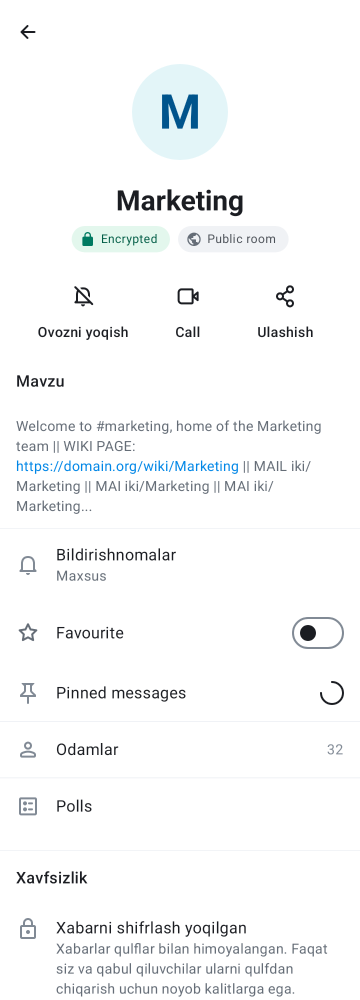 M
Marketing
Encrypted
Public room
Ovozni yoqish
Call
Ulashish
Mavzu
Welcome to #marketing, home of the Marketing
team || WIKI PAGE:
https://domain.org/wiki/Marketing || MAIL iki/
Marketing || MAI iki/Marketing || MAI iki/
Marketing...
Bildirishnomalar
Maxsus
Favourite
Pinned messages
Odamlar
32
Polls
Xavfsizlik
Xabarni shifrlash yoqilgan
Xabarlar qulflar bilan himoyalangan. Faqat
siz va qabul qiluvchilar ularni qulfdan
chiqarish uchun noyob kalitlarga ega.